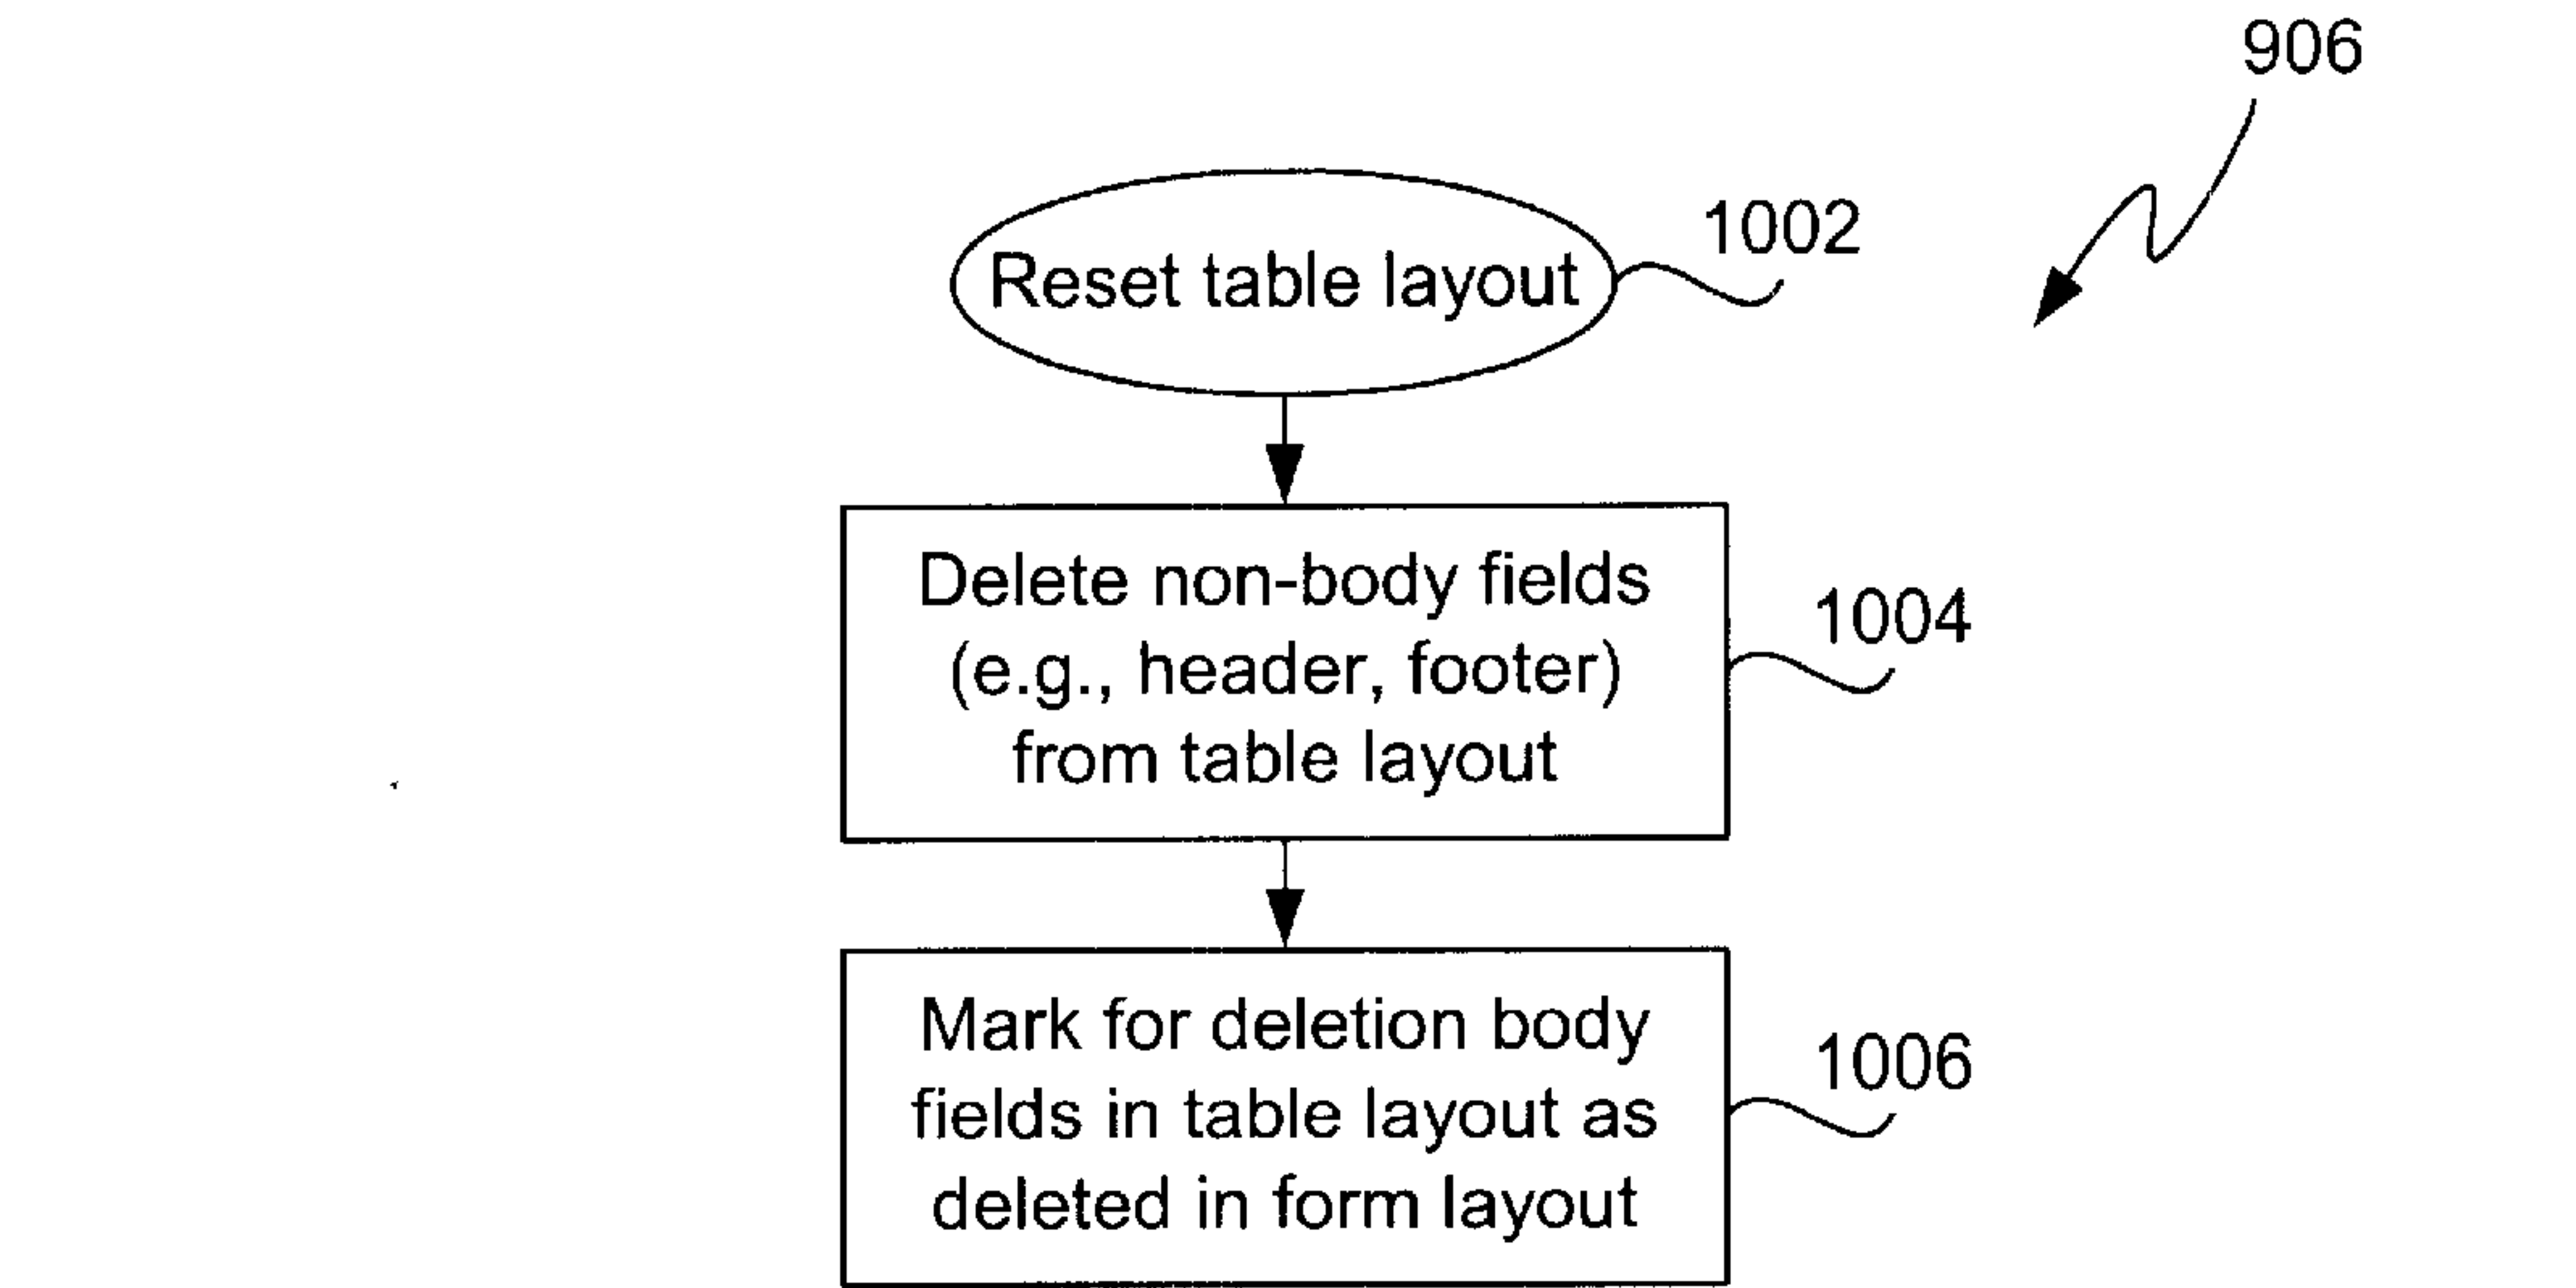 906
Reset table layout
1002
Delete non-body fields
(e.g., header, footer)
from table layout
1004
Mark for deletion body
fields in table layout as
deleted in form layout
1006